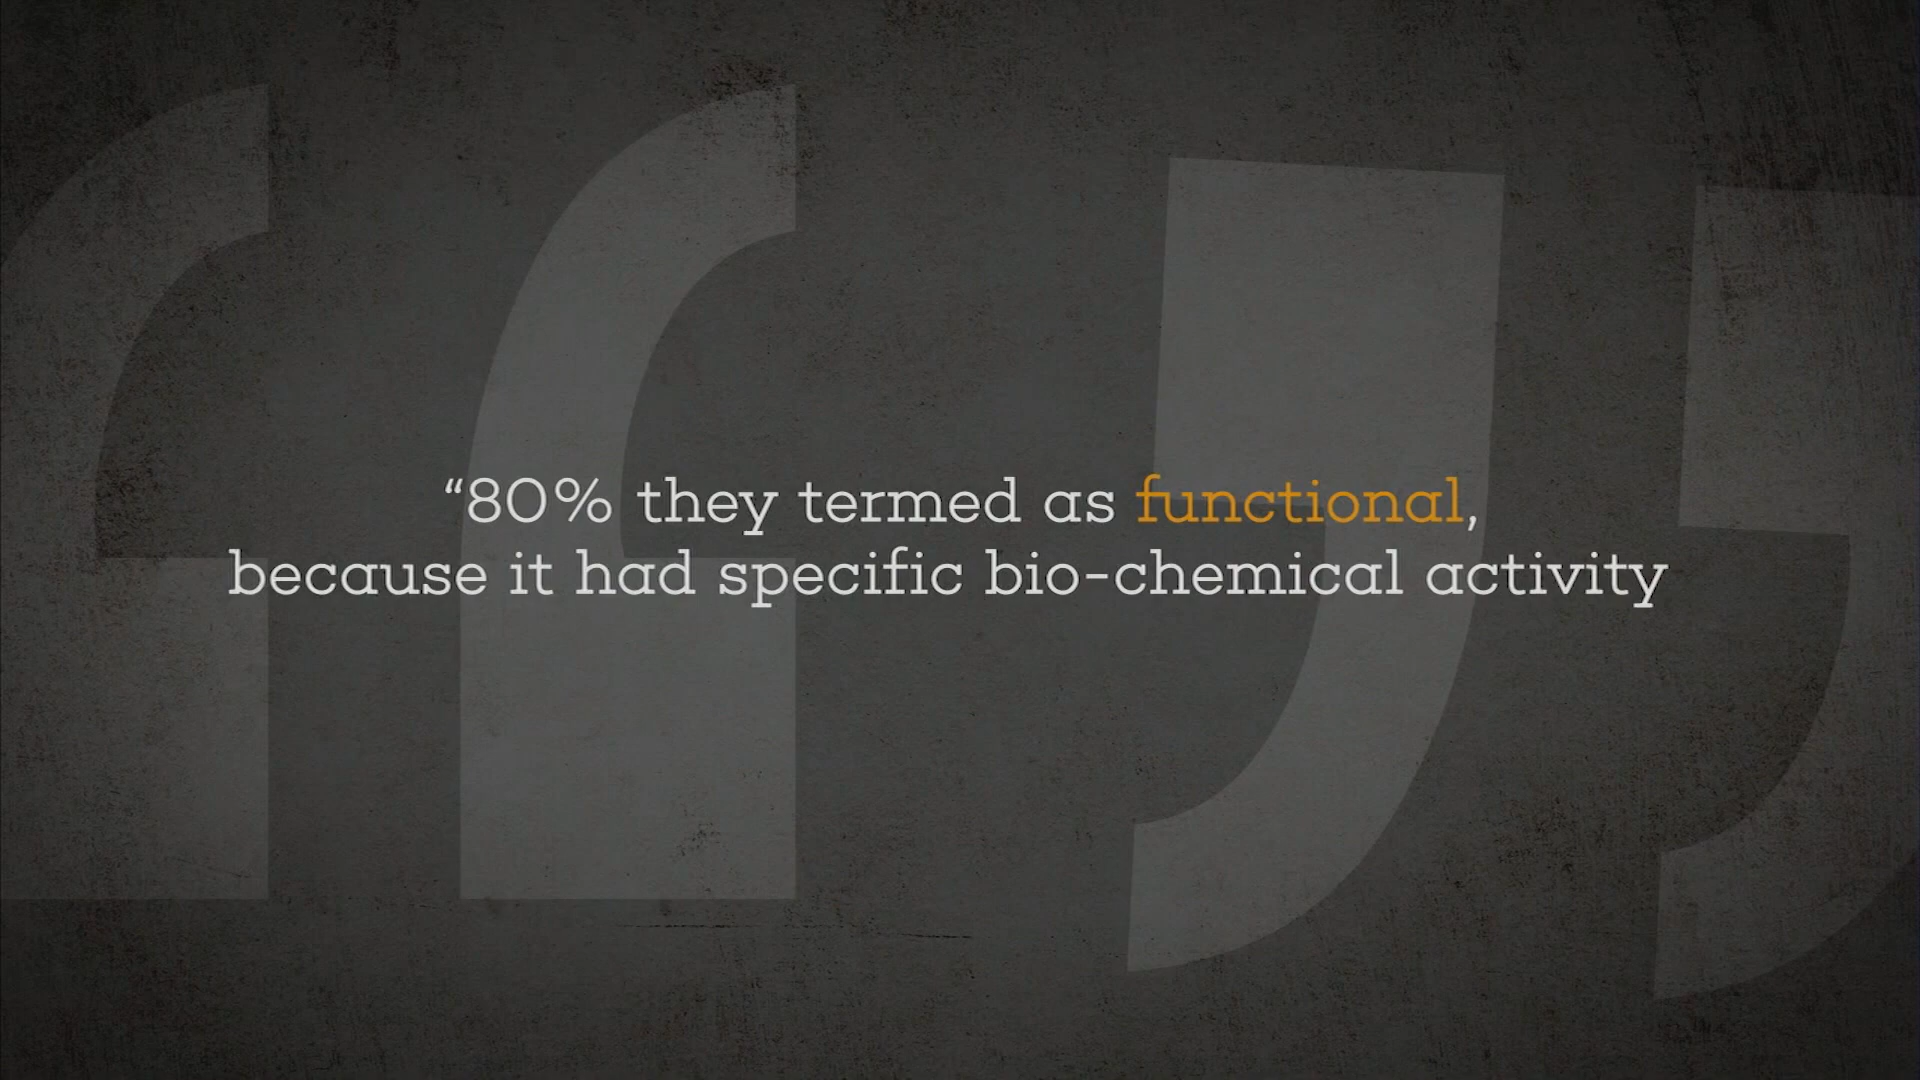 “80% they termed as functional,
because it had specific bio-chemical activity